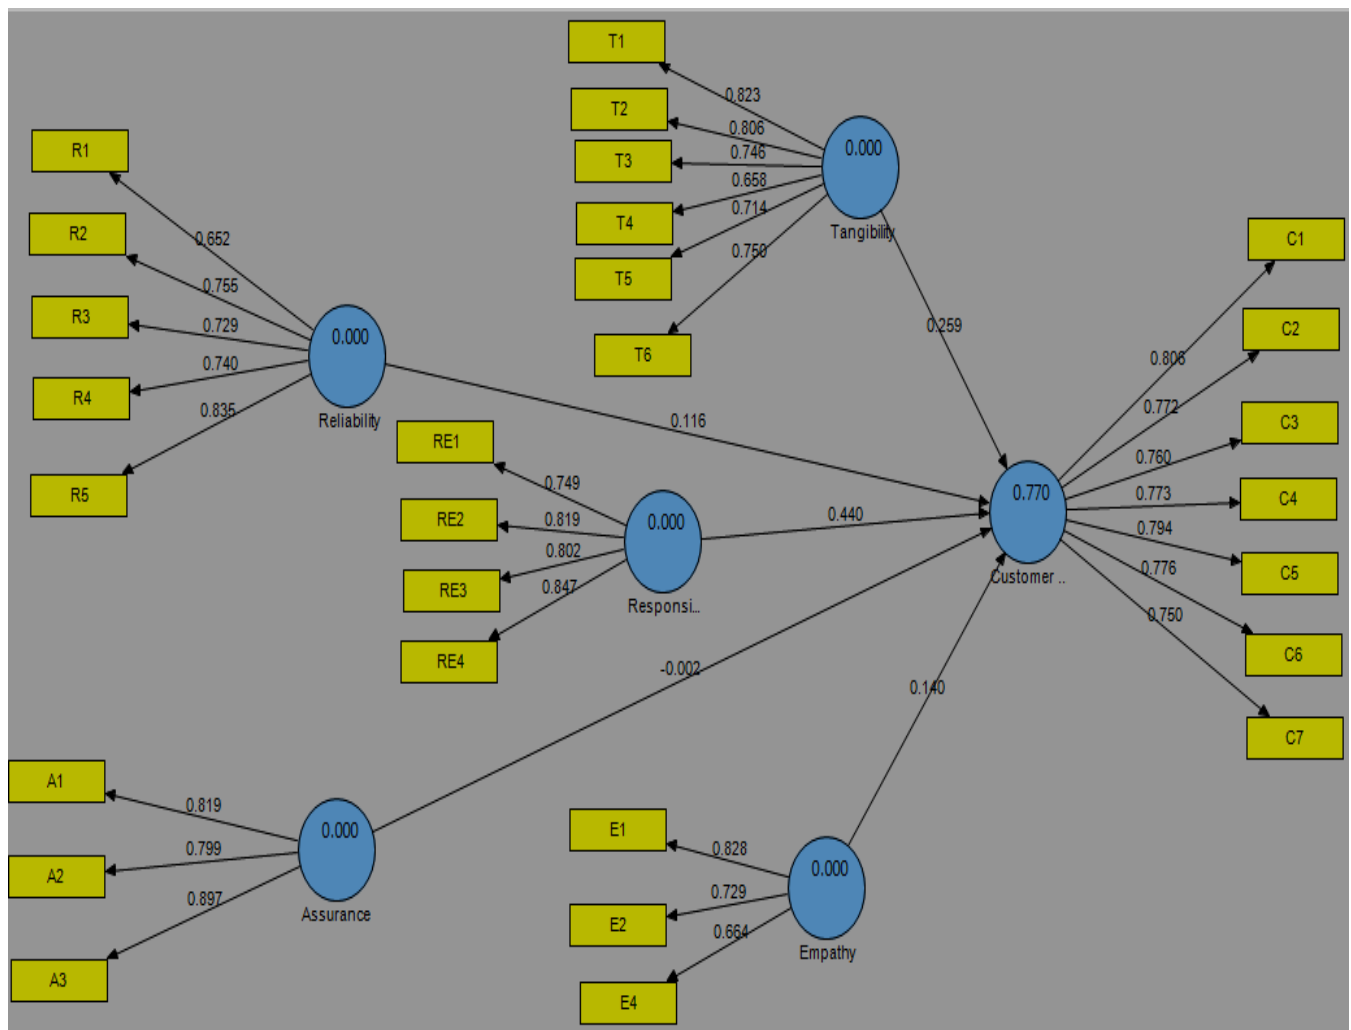 T1
0.823
T2
0.806
T3
0.746
T4
0.658
T5
0.714
T6
0.750
0.000
Tangibility
0.259
R1
0.652
R2
0.755
R3
0.729
R4
0.740
R5
0.835
0.000
Reliability
0.116
RE1
0.749
RE2
0.819
RE3
0.802
RE4
0.847
0.000
Responsi...
0.440
A1
0.819
A2
0.799
A3
0.897
0.000
Assurance
-0.002
E1
0.828
E2
0.729
E4
0.664
0.000
Empathy
0.140
0.770
Customer ..
C1
0.806
C2
0.772
C3
0.760
C4
0.773
C5
0.794
C6
0.776
C7
0.750